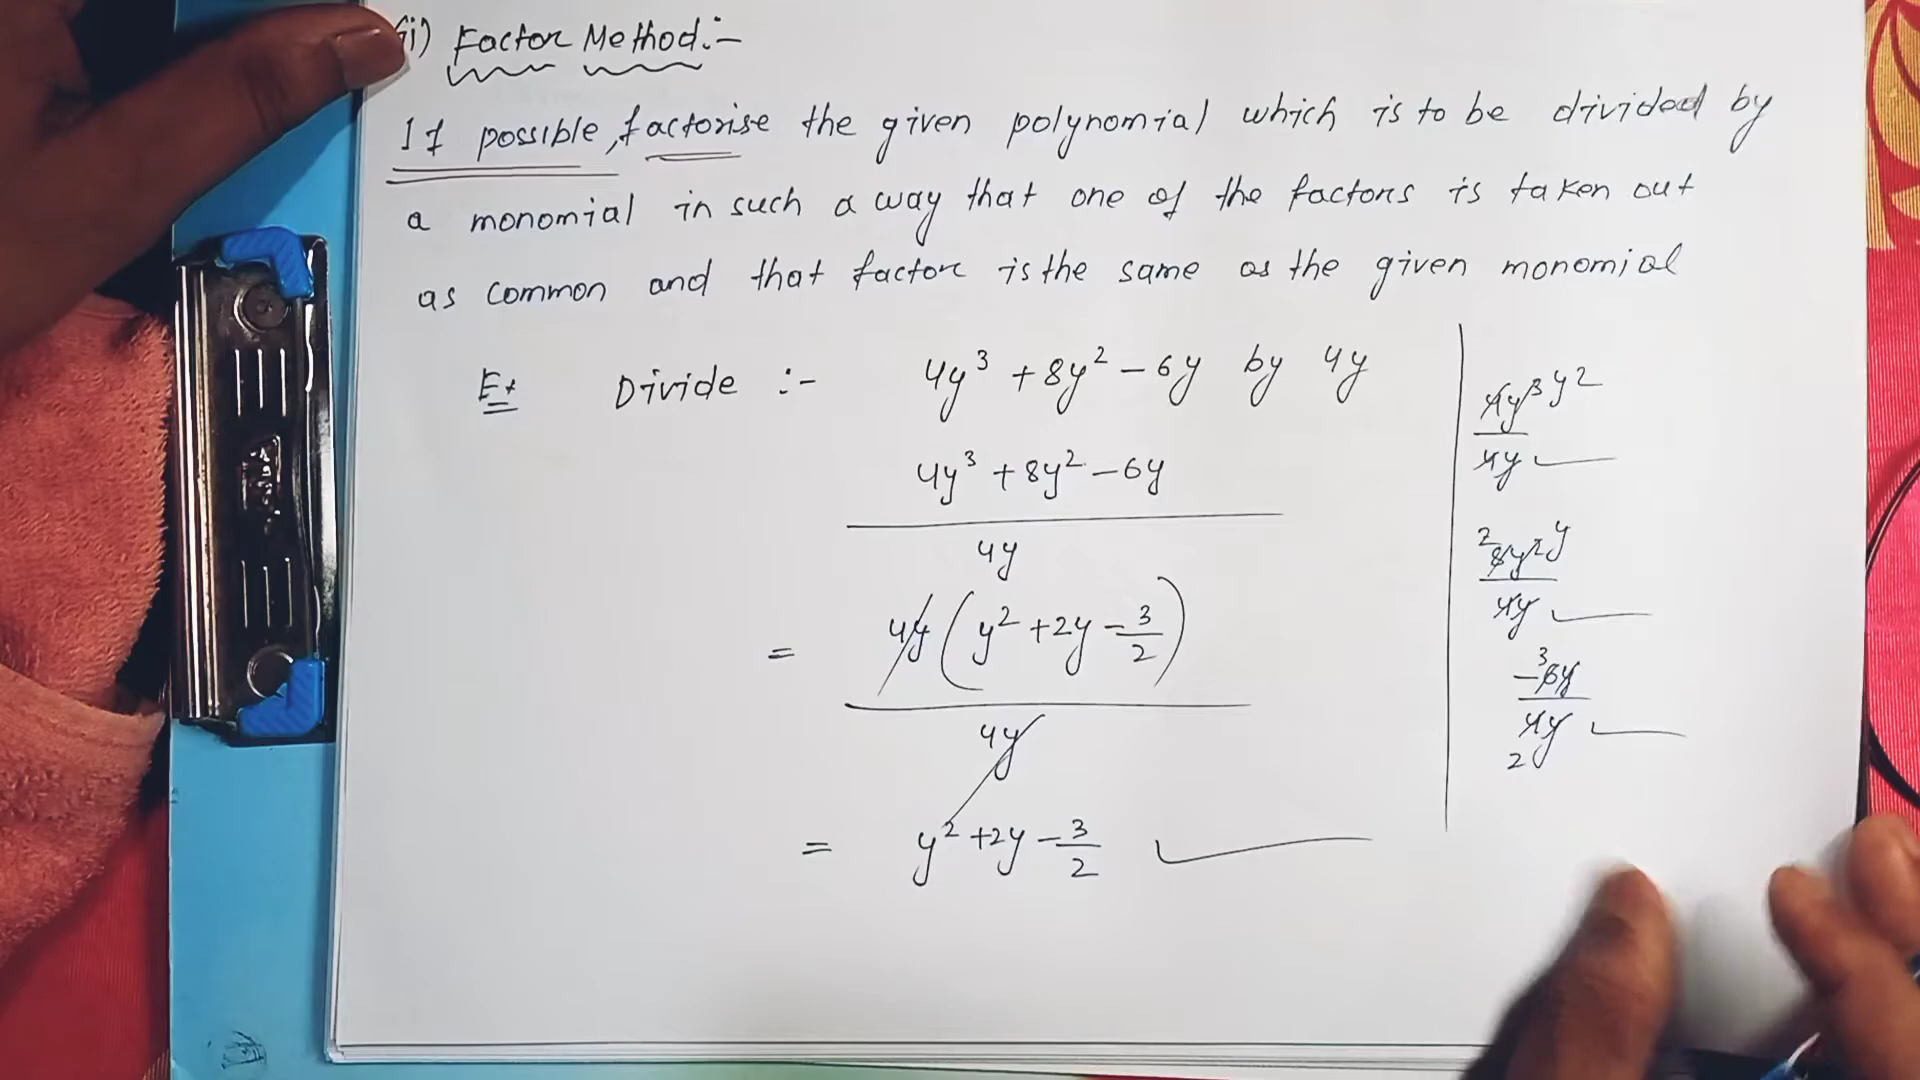 ii) Factor Method:-
If possible, factorise the given polynomial which is to be divided by
a monomial in such a way that one of the factors is taken out
as common and that factor is the same as the given monomial
Ex Divide :- 4y³ + 8y² - 6y by 4y
4y³ + 8y² - 6y
4y
= 4y (y² + 2y - 3/2)
4y
= y² + 2y - 3/2
4y³ y²
4y
2 8y² y
4y
3
-6y
4y
2